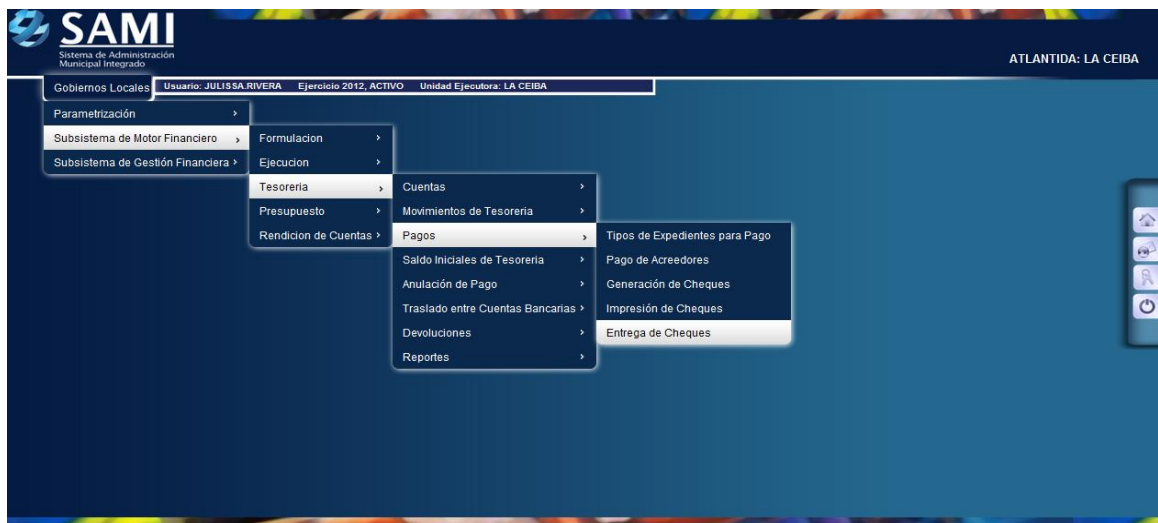 SAMI
Sistema de Administración
Municipal Integrado
ATLANTIDA: LA CEIBA
Gobiernos Locales
Usuario: JULISSA.RIVERA Ejercicio 2012, ACTIVO Unidad Ejecutora: LA CEIBA
Parametrización
Subsistema de Motor Financiero
Subsistema de Gestión Financiera
Formulacion
Ejecucion
Tesoreria
Presupuesto
Rendicion de Cuentas
Cuentas
Movimientos de Tesoreria
Pagos
Saldo Iniciales de Tesoreria
Anulación de Pago
Traslado entre Cuentas Bancarias
Devoluciones
Reportes
Tipos de Expedientes para Pago
Pago de Acreedores
Generación de Cheques
Impresión de Cheques
Entrega de Cheques